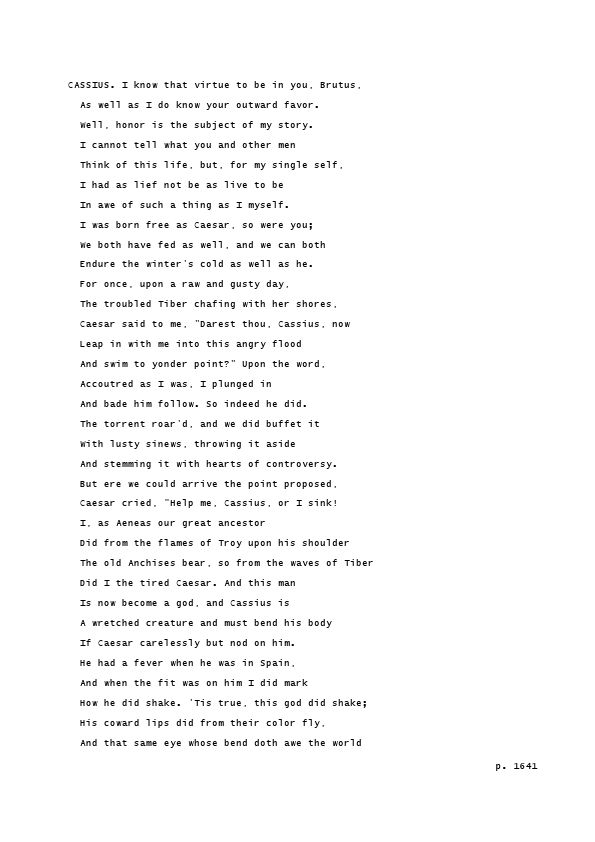 CASSIUS. I know that virtue to be in you, Brutus,
As well as I do know your outward favor.
Well, honor is the subject of my story.
I cannot tell what you and other men
Think of this life, but, for my single self,
I had as lief not be as live to be
In awe of such a thing as I myself.
I was born free as Caesar, so were you;
We both have fed as well, and we can both
Endure the winter's cold as well as he.
For once, upon a raw and gusty day,
The troubled Tiber chafing with her shores,
Caesar said to me, "Darest thou, Cassius, now
Leap in with me into this angry flood
And swim to yonder point?" Upon the word,
Accoutred as I was, I plunged in
And bade him follow. So indeed he did.
The torrent roar'd, and we did buffet it
With lusty sinews, throwing it aside
And stemming it with hearts of controversy.
But ere we could arrive the point proposed,
Caesar cried, "Help me, Cassius, or I sink!
I, as Aeneas our great ancestor
Did from the flames of Troy upon his shoulder
The old Anchises bear, so from the waves of Tiber
Did I the tired Caesar. And this man
Is now become a god, and Cassius is
A wretched creature and must bend his body
If Caesar carelessly but nod on him.
He had a fever when he was in Spain,
And when the fit was on him I did mark
How he did shake. 'Tis true, this god did shake;
His coward lips did from their color fly,
And that same eye whose bend doth awe the world
p. 1641